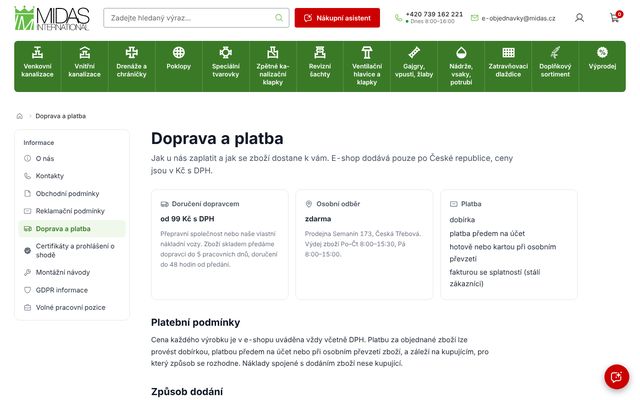 MIDAS
INTERNATIONAL
Zadejte hledaný výraz...
Nákupní asistent
+420 739 162 221
Dnes 8:00–16:00
e-objednavky@midas.cz
0
Venkovní kanalizace
Vnitřní kanalizace
Drenáže a chráničky
Poklopy
Speciální tvarovky
Zpětné ka-nalizační klapky
Revizní šachty
Ventilační hlavice a klapky
Gajgry, vpusti, žlaby
Nádrže, vsaky, potrubí
Zatravňovací dlaždice
Doplňkový sortiment
Výprodej
Doprava a platba
Informace
O nás
Kontakty
Obchodní podmínky
Reklamační podmínky
Doprava a platba
Certifikáty a prohlášení o
shodě
Montážní návody
GDPR informace
Volné pracovní pozice
Doprava a platba
Jak u nás zaplatit a jak se zboží dostane k vám. E-shop dodává pouze po České republice, ceny
jsou v Kč s DPH.
Doručení dopravcem
od 99 Kč s DPH
Přepravní společnost nebo naše vlastní
nákladní vozy. Zboží skladem předáme
dopravci do 5 pracovních dnů, doručení
do 48 hodin od předání.
Osobní odběr
zdarma
Prodejna Semanín 173, Česká Třebová.
Výdej zboží Po–Čt 8:00–15:30, Pá
8:00–15:00.
Platba
dobírka
platba předem na účet
hotově nebo kartou při osobním
převzetí
fakturou se splatností (stálí
zákazníci)
Platební podmínky
Cena každého výrobku je v e-shopu uváděna vždy včetně DPH. Platbu za objednané zboží lze
provést dobírkou, platbou předem na účet nebo při osobním převzetí zboží, a záleží na kupujícím, pro
který způsob se rozhodne. Náklady spojené s dodáním zboží nese kupující.
Způsob dodání